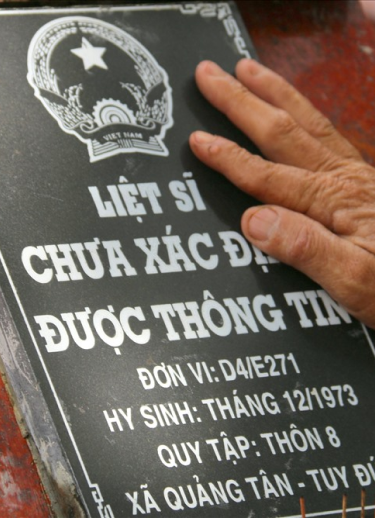 VIỆT NAM
LIỆT SĨ
CHƯA XÁC
ĐƯỢC THÔNG TIN
ĐƠN VỊ: D4/E271
HY SINH: THÁNG 12/1973
QUY TẬP: THÔN 8
XÃ QUẢNG TÂN - TUY